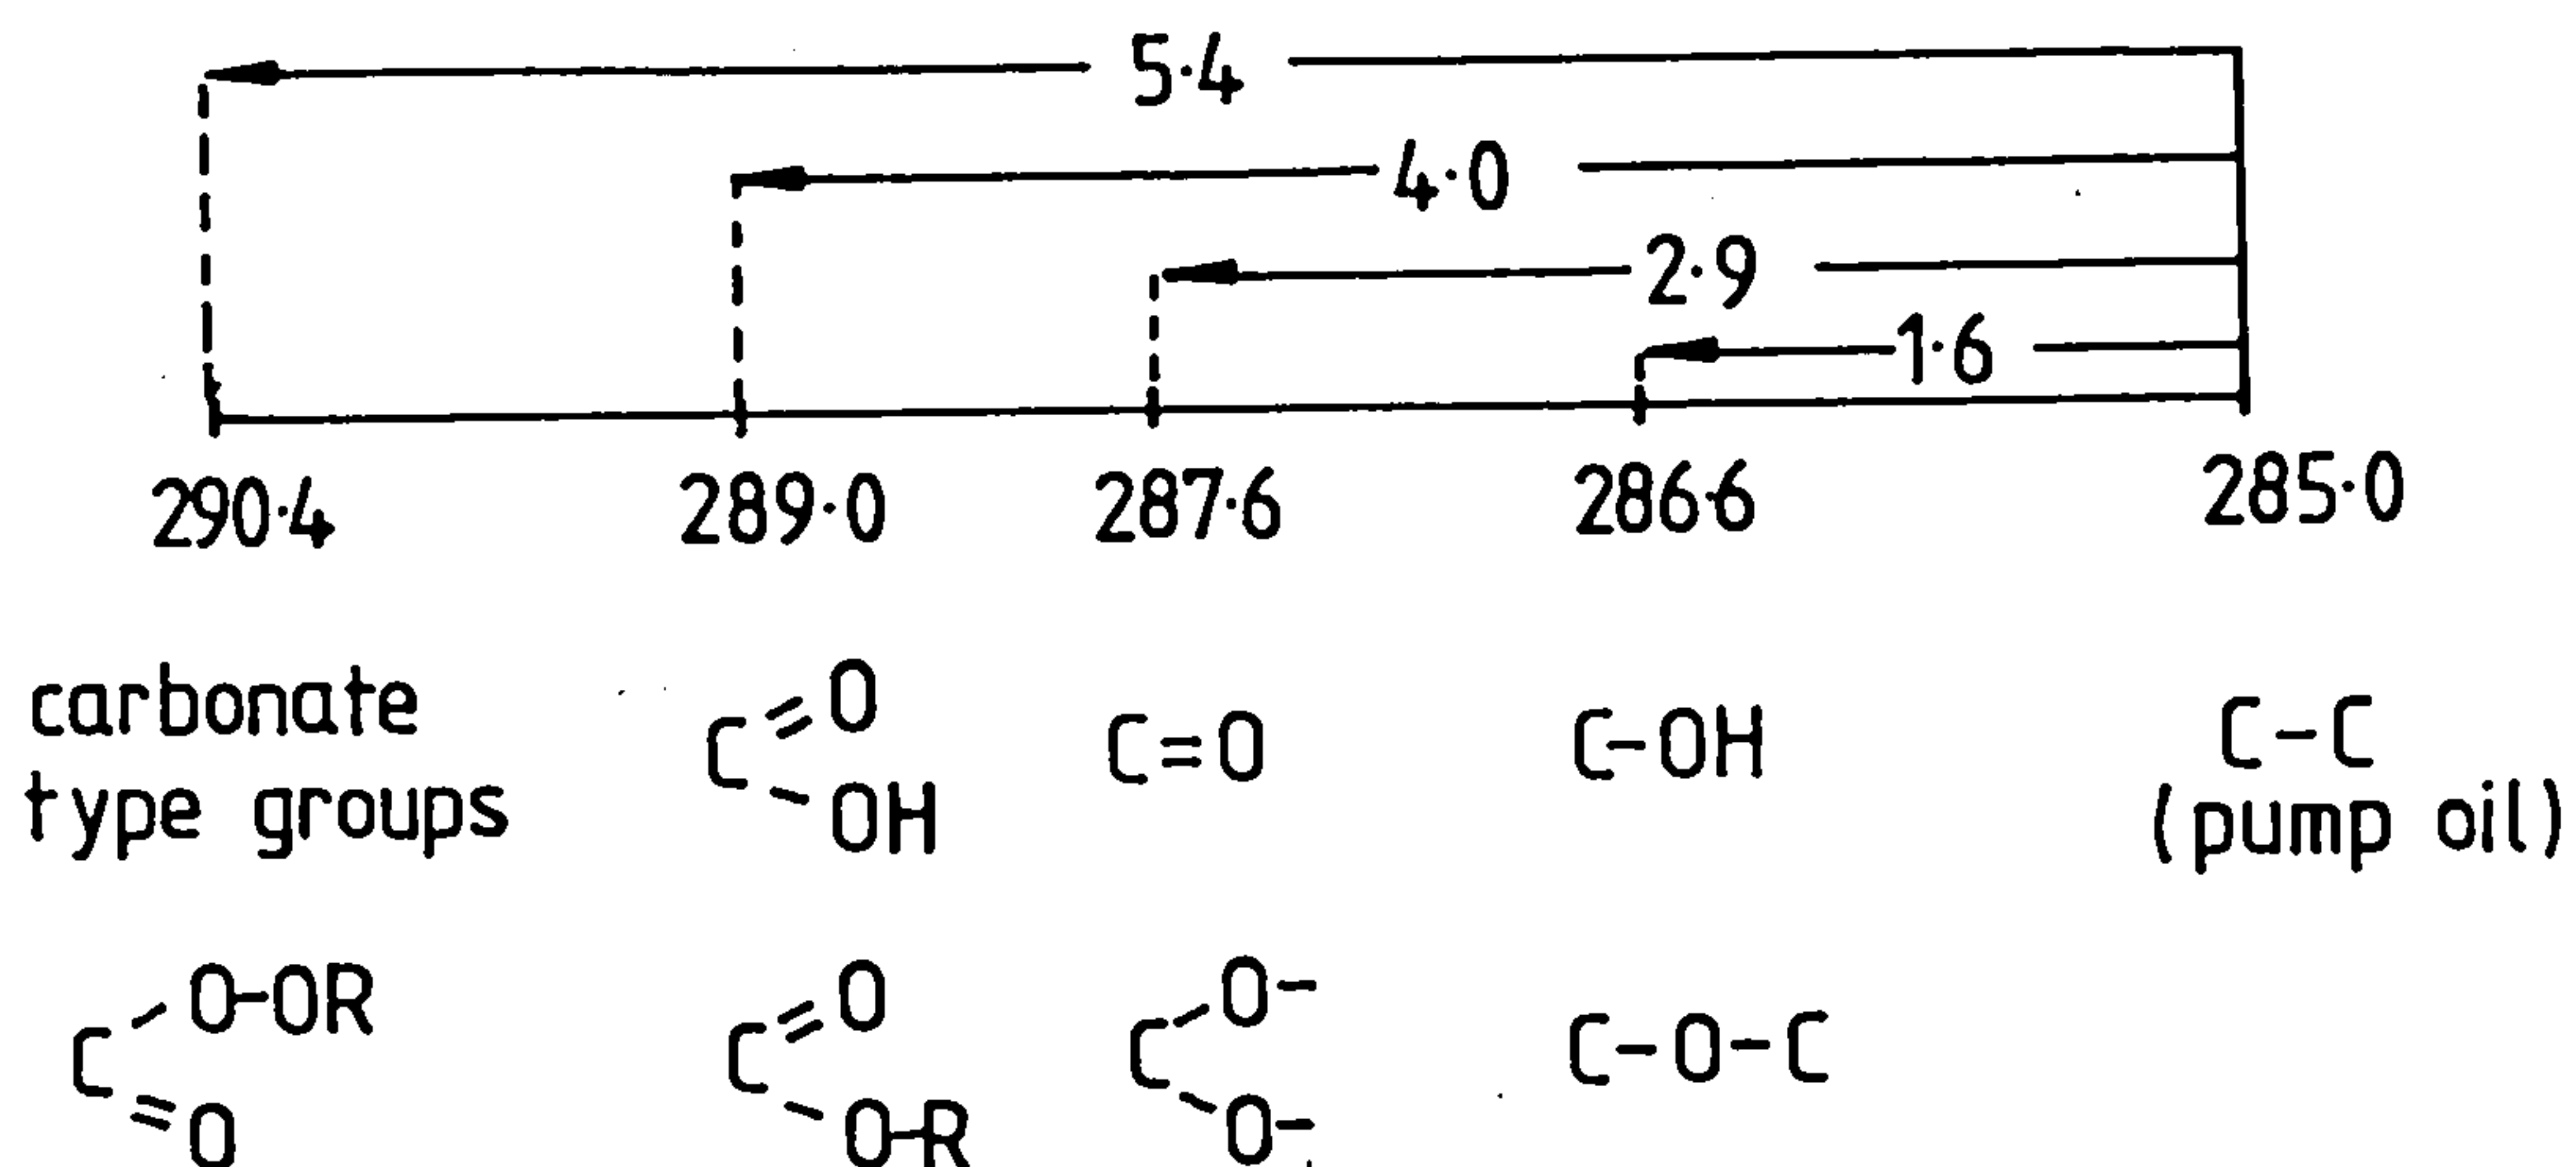 5·4
4·0
2·9
1·6
290·4 289·0 287·6 286·6 285·0
carbonate type groups
C=O OH
C=O
C-OH
C-C
(pump oil)
C O-OR =O
C=O O-R
C O- O-
C-O-C